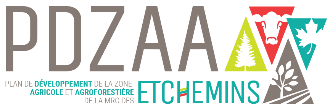 PDZAA
PLAN DE DÉVELOPPEMENT DE LA ZONE
AGRICOLE ET AGROFORESTIÈRE
DE LA MRC DES
ETCHEMINS